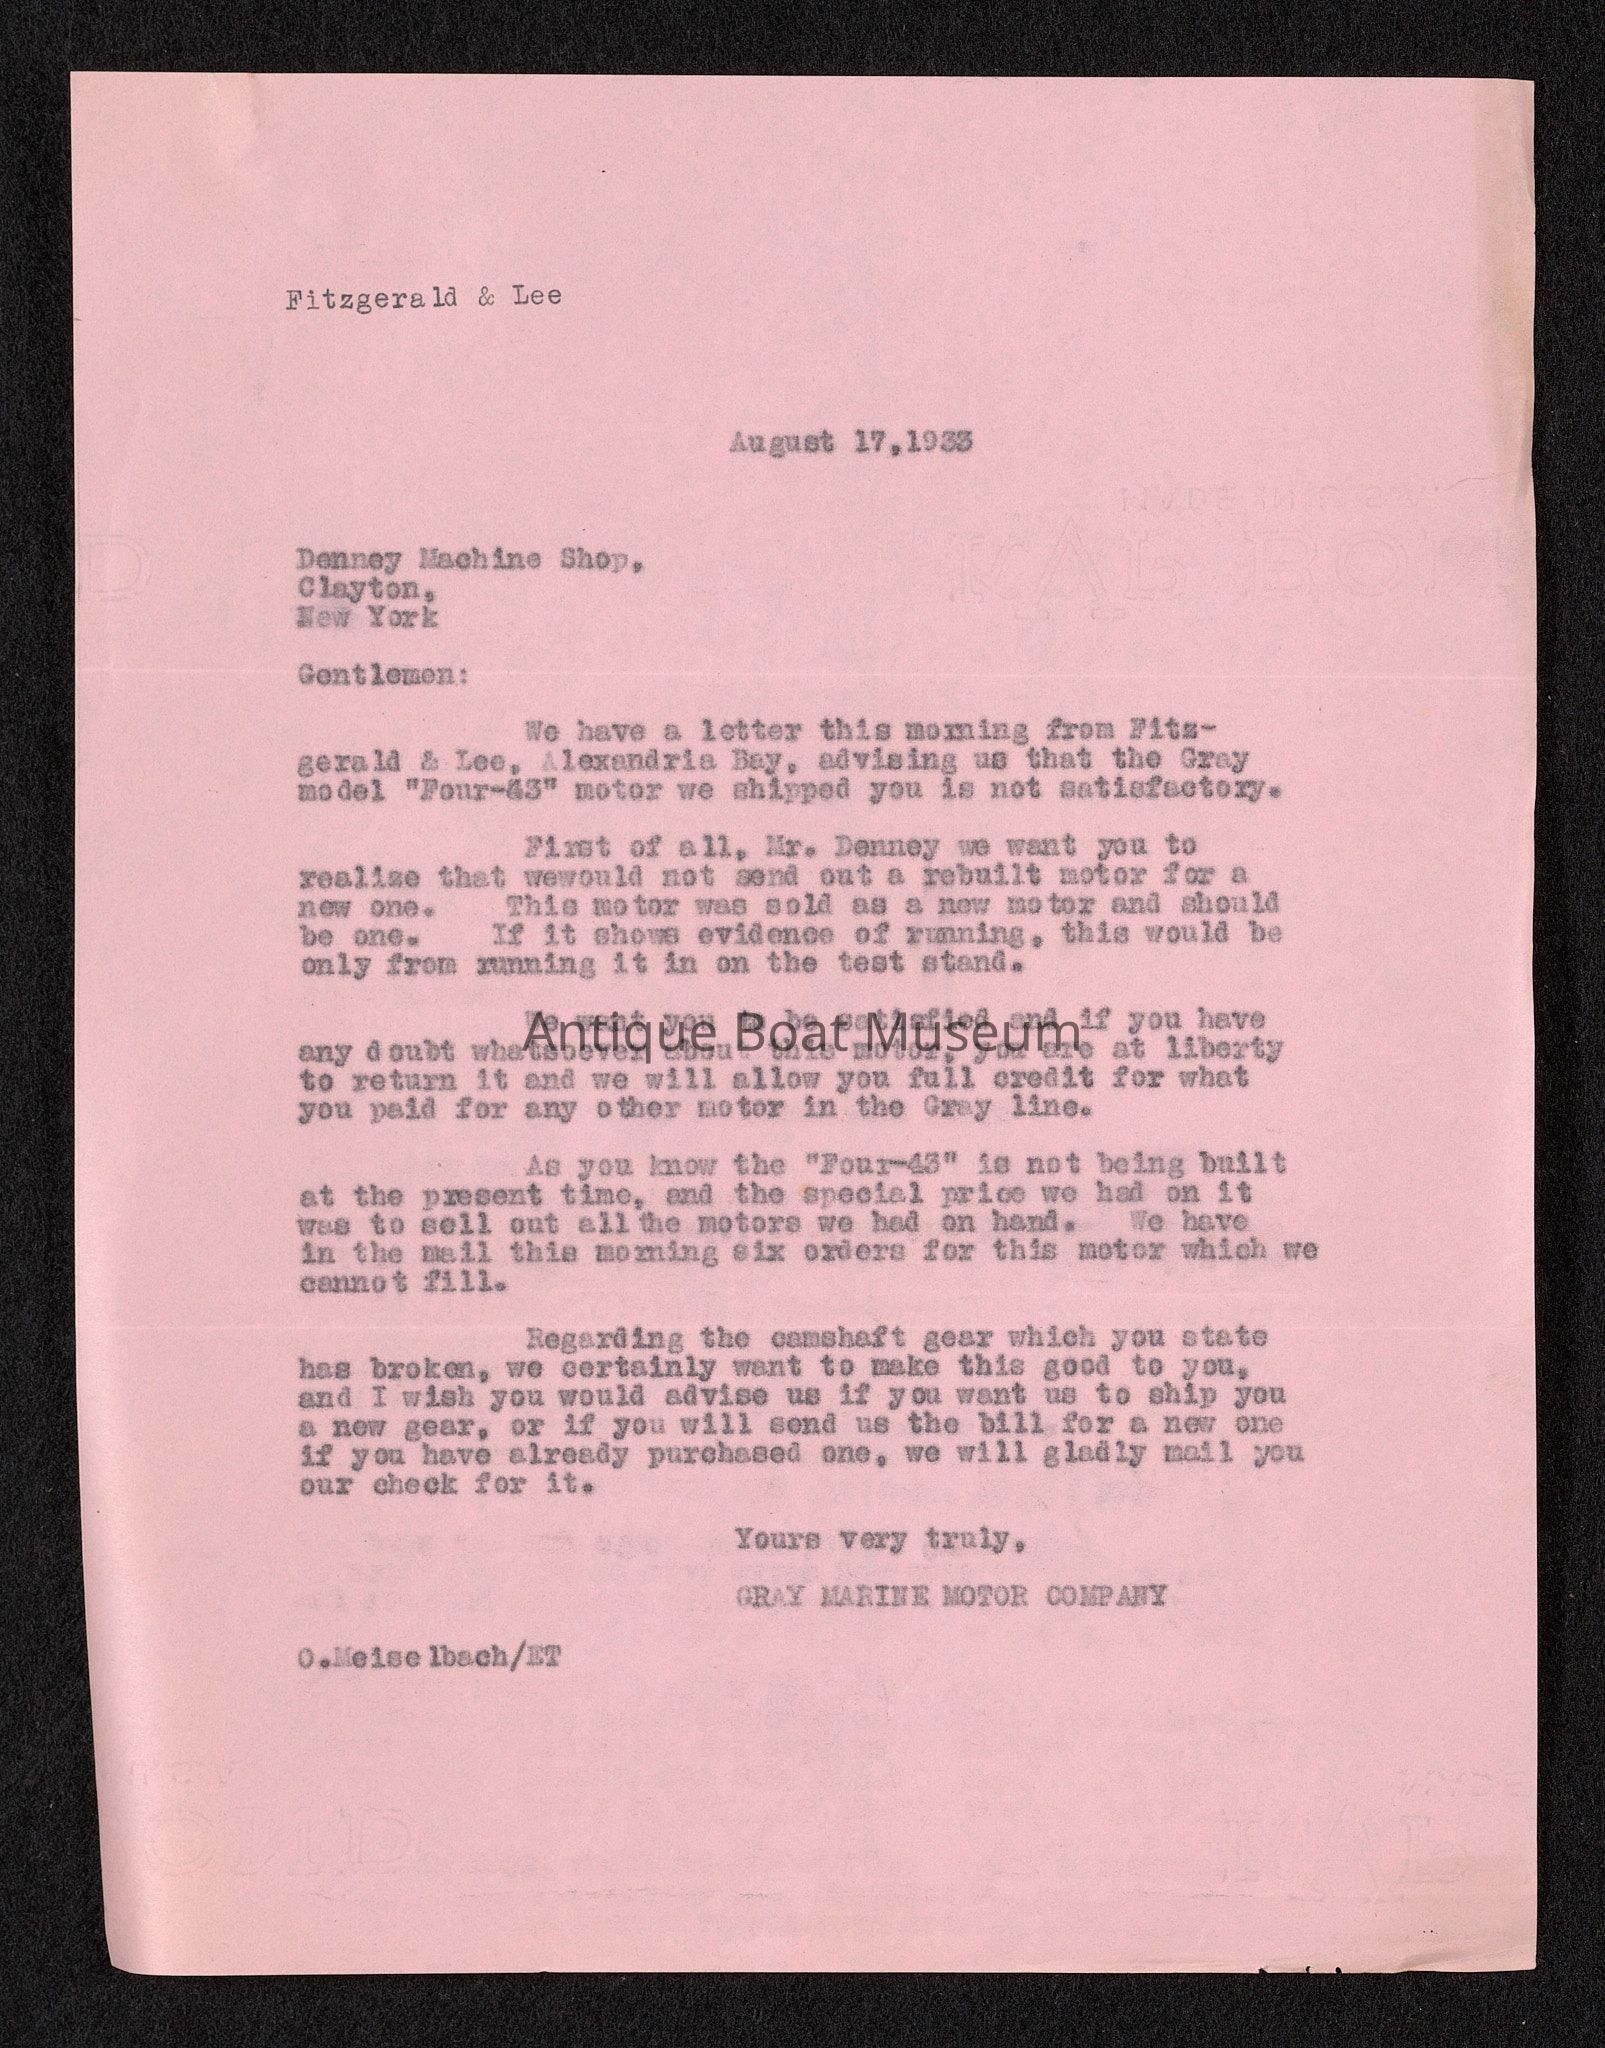 Fitzgerald & Lee
August 17,1933
Denney Machine Shop,
Clayton,
New York
Gentlemen:
We have a letter this morning from Fitz-
gerald & Lee, Alexandria Bay, advising us that the Gray
model "Four-43" motor we shipped you is not satisfactory.
First of all, Mr. Denney we want you to
realize that wewould not send out a rebuilt motor for a
new one. This motor was sold as a new motor and should
be one. If it shows evidence of running, this would be
only from running it in on the test stand.
We want you to be satisfied and if you have
any doubt whatsoever about this motor, you are at liberty
to return it and we will allow you full credit for what
you paid for any other motor in the Gray line.
Antique Boat Museum
As you know the "Four-43" is not being built
at the present time, and the special price we had on it
was to sell out all the motors we had on hand. We have
in the mail this morning six orders for this motor which we
cannot fill.
Regarding the camshaft gear which you state
has broken, we certainly want to make this good to you,
and I wish you would advise us if you want us to ship you
a new gear, or if you will send us the bill for a new one
if you have already purchased one, we will gladly mail you
our check for it.
Yours very truly,
GRAY MARINE MOTOR COMPANY
O.Meiselbach/ET